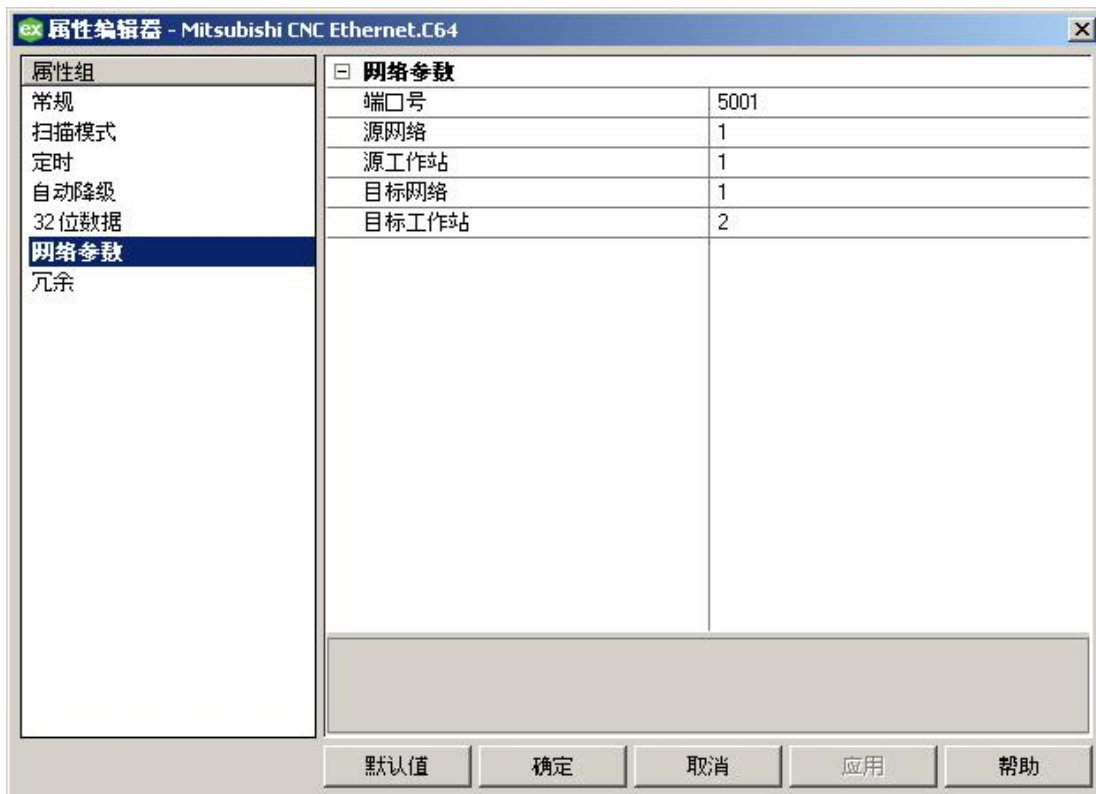 ex 属性编辑器 - Mitsubishi CNC Ethernet.C64
属性组
常规
扫描模式
定时
自动降级
32位数据
网络参数
冗余
网络参数
端口号 5001
源网络 1
源工作站 1
目标网络 1
目标工作站 2
默认值 确定 取消 应用 帮助